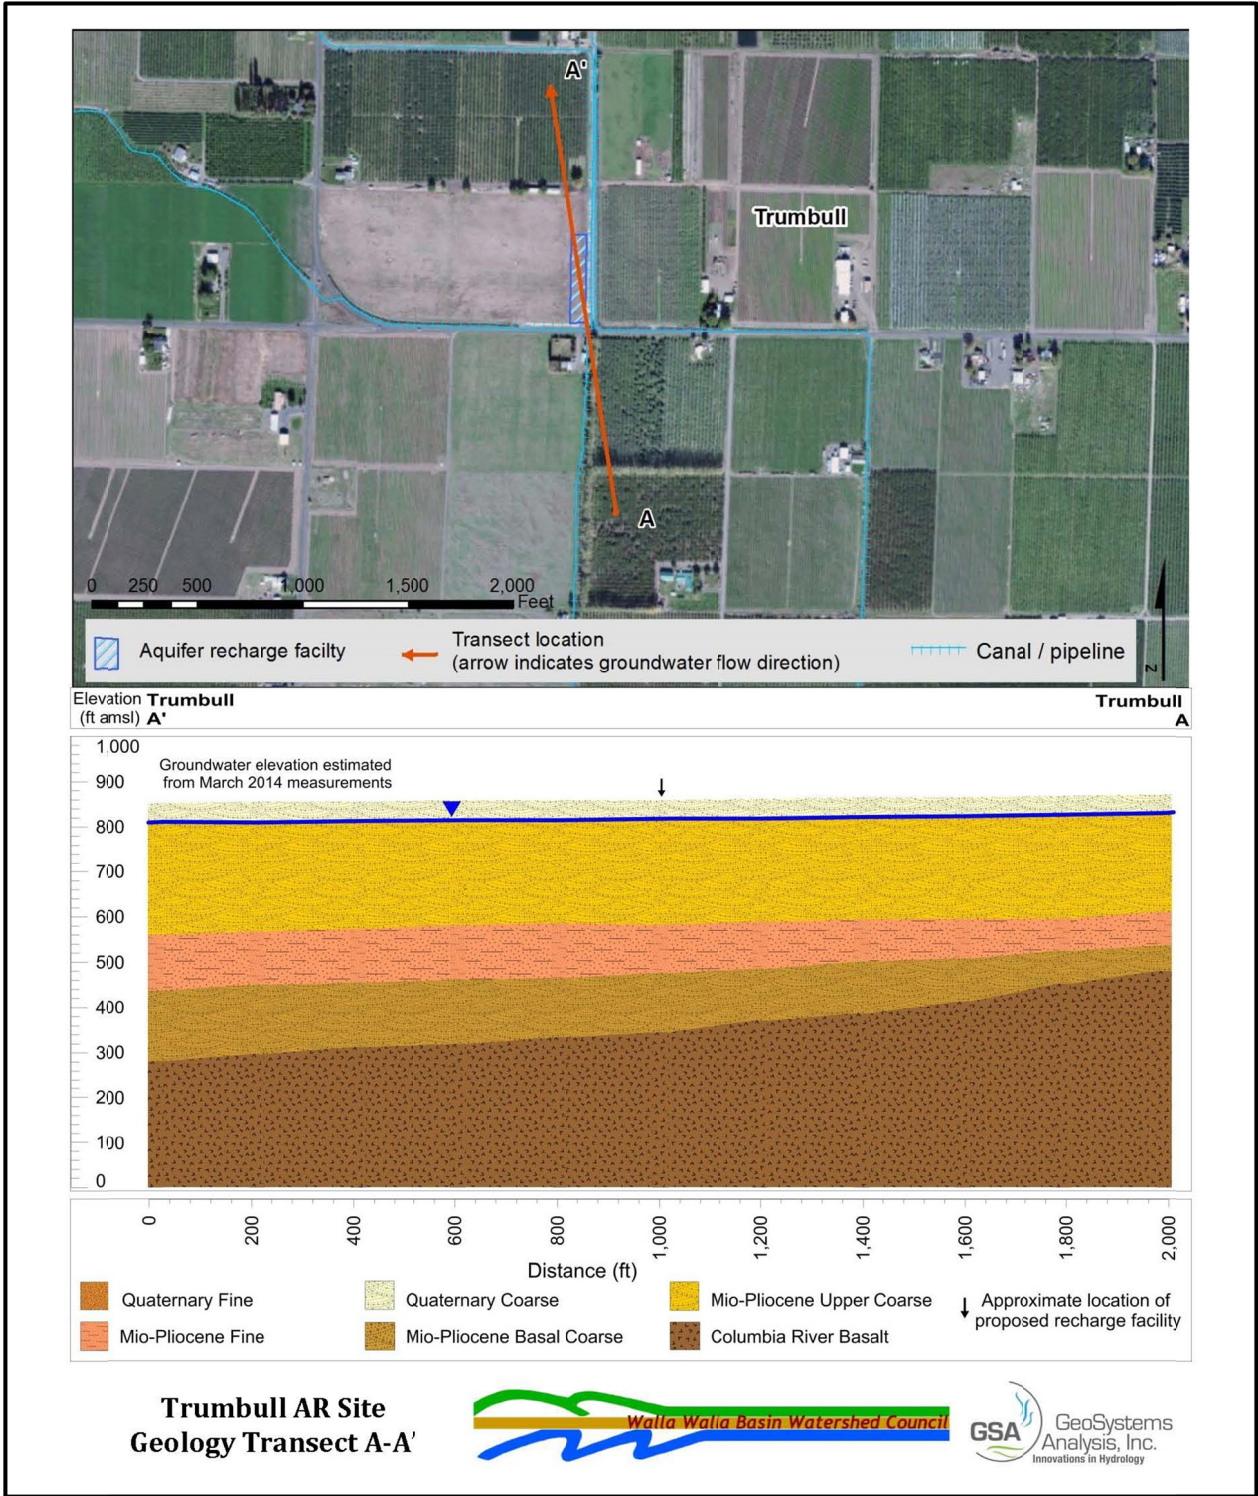 A'
Trumbull
A
0 250 500 1,000 1,500 2,000
Feet
Aquifer recharge facilty
Transect location
(arrow indicates groundwater flow direction)
Canal / pipeline
N
Elevation Trumbull
(ft amsl) A'
Trumbull
A
Groundwater elevation estimated
from March 2014 measurements
1.000
900
800
700
600
500
400
300
200
100
0
0 200 400 600 800 1,000 1,200 1,400 1,600 1,800 2,000
Distance (ft)
Quaternary Fine
Quaternary Coarse
Mio-Pliocene Upper Coarse
Mio-Pliocene Fine
Mio-Pliocene Basal Coarse
Columbia River Basalt
Approximate location of
proposed recharge facility
Trumbull AR Site
Geology Transect A-A'
Walla Walla Basin Watershed Council
GSA
GeoSystems
Analysis, Inc.
Innovations in Hydrology